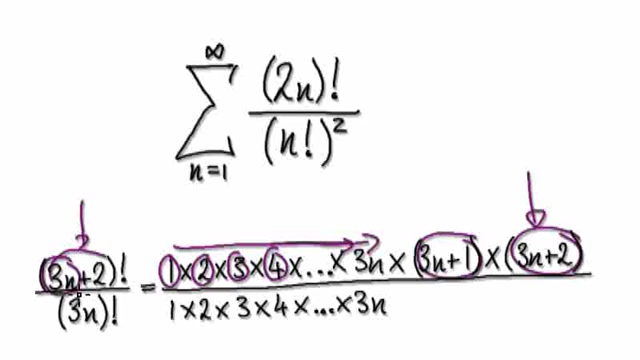 ∞
∑ (2n)! / (n!)²
n=1
(3n+2)! / (3n)! = 1×2×3×4×...×3n×(3n+1)×(3n+2) / 1×2×3×4×...×3n